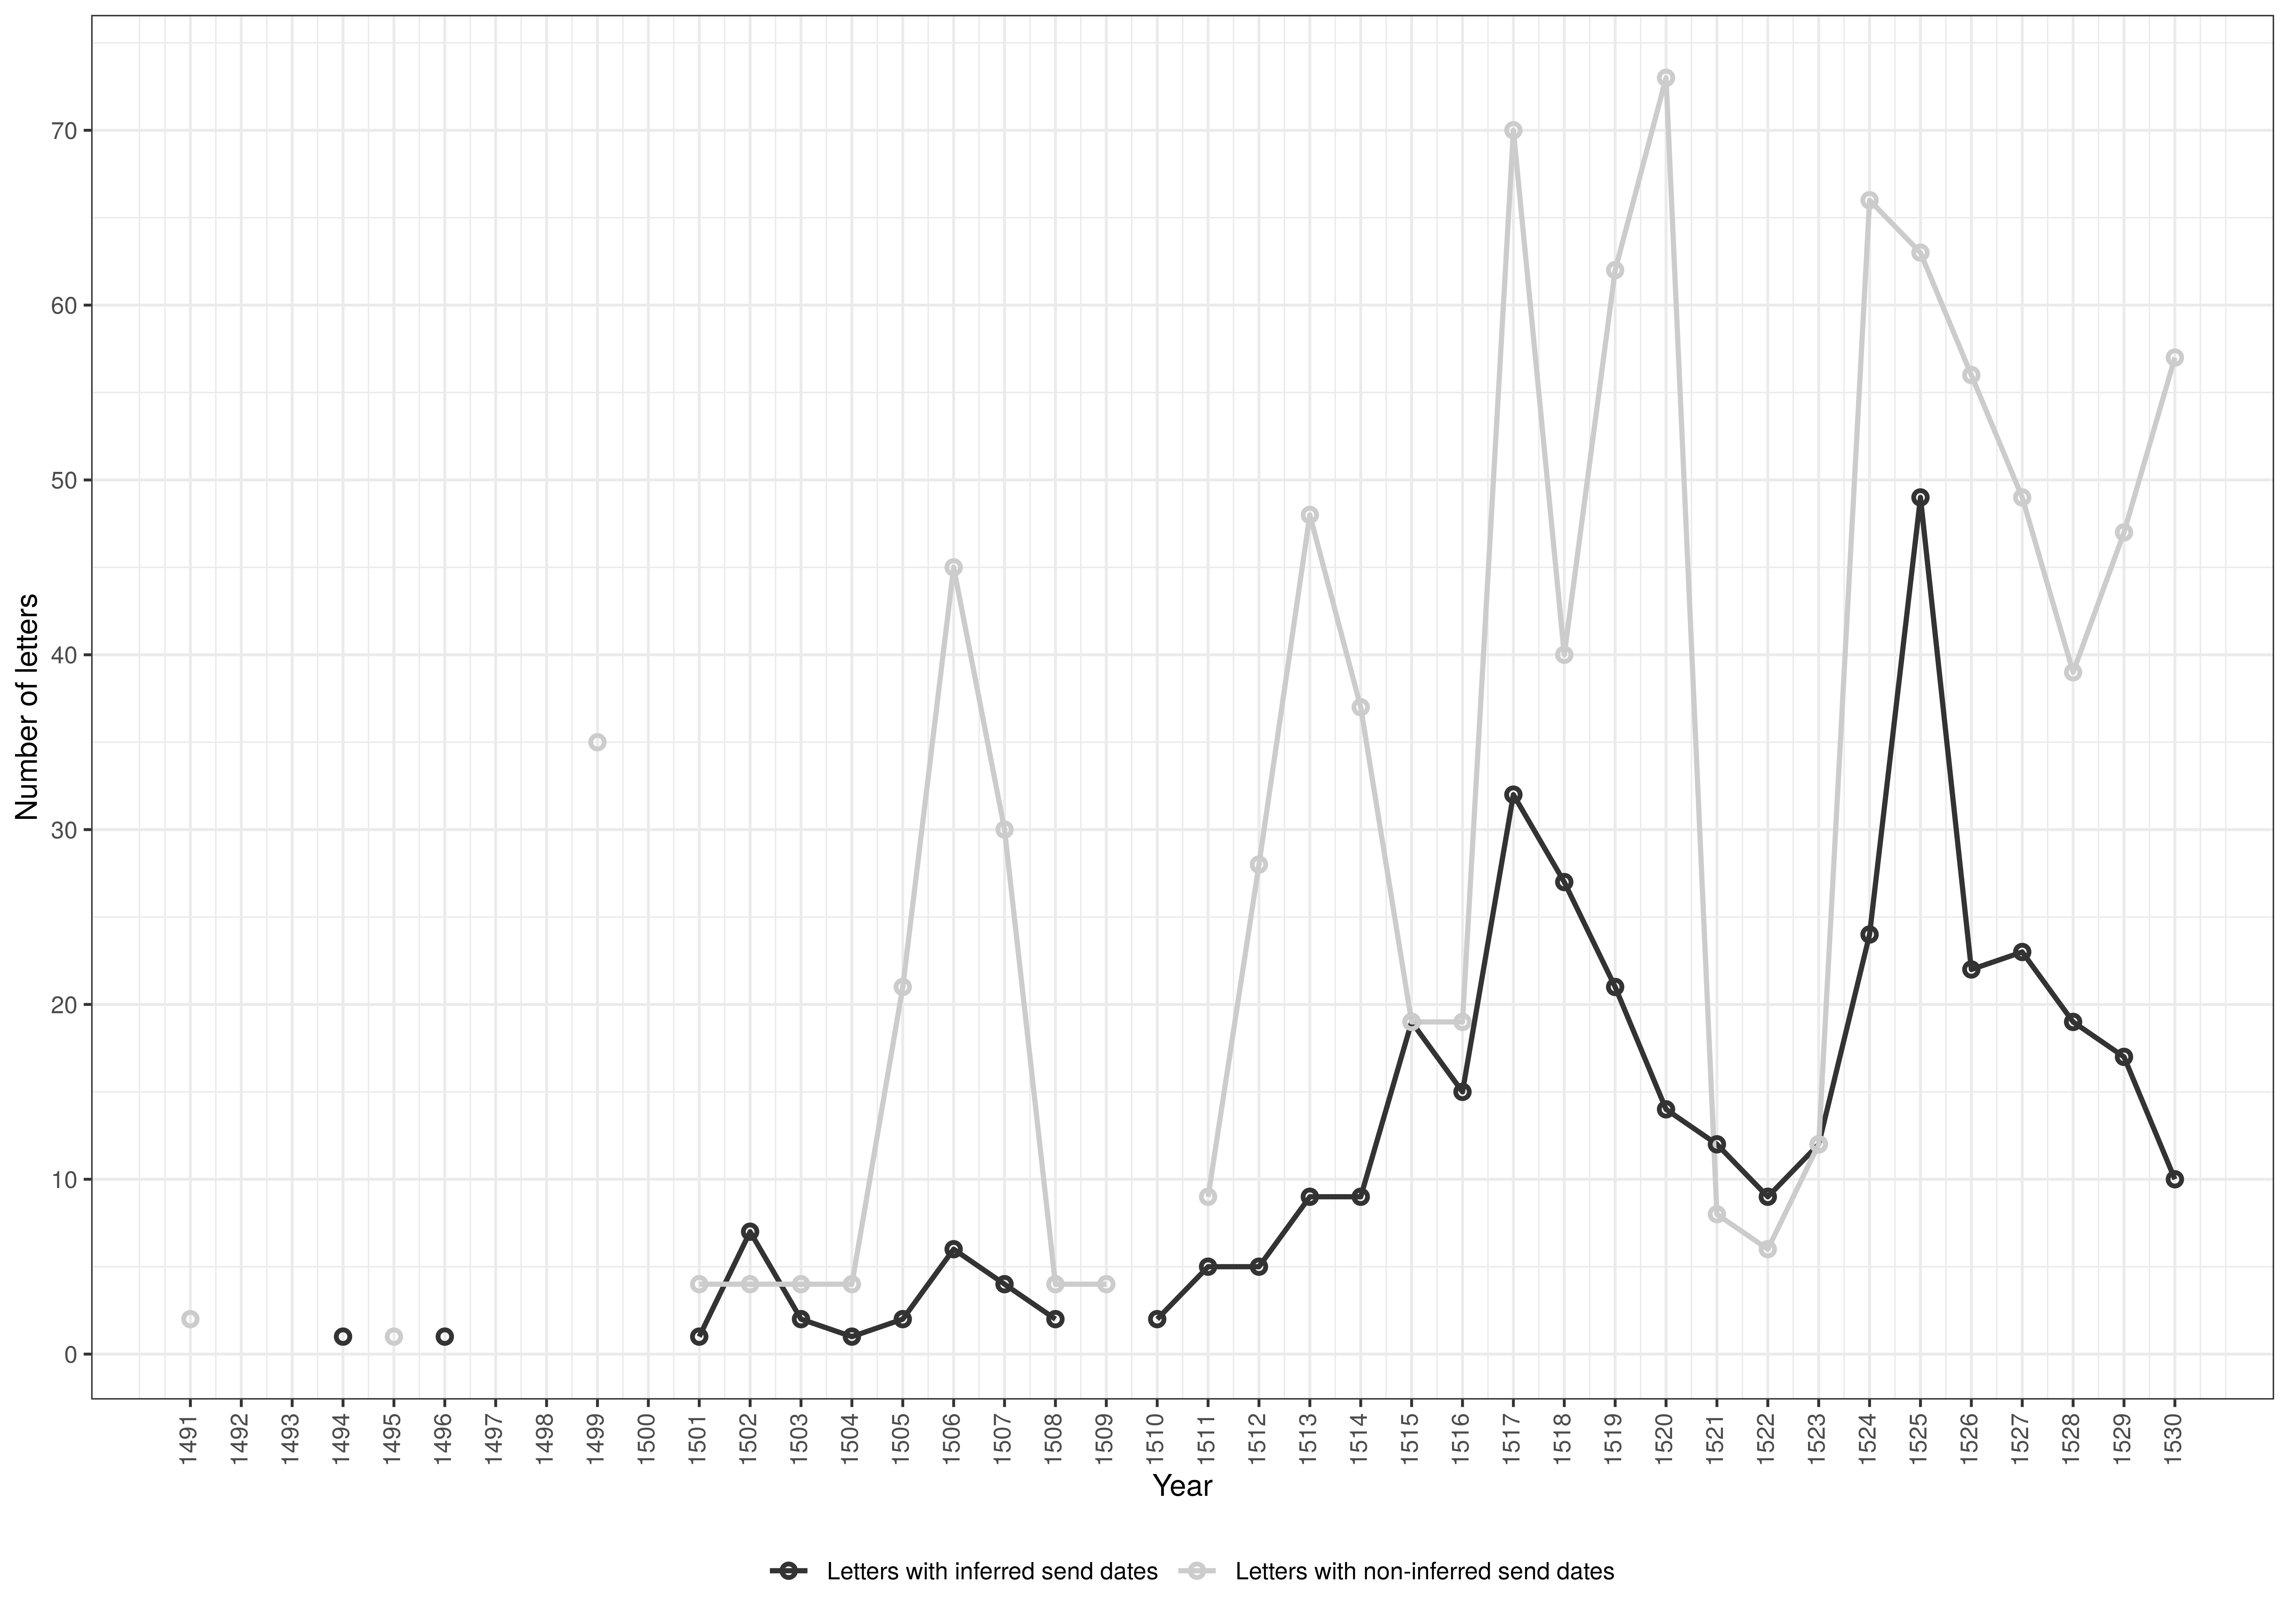 Number of letters
70
60
50
40
30
20
10
0
1491 1492 1493 1494 1495 1496 1497 1498 1499 1500 1501 1502 1503 1504 1505 1506 1507 1508 1509 1510 1511 1512 1513 1514 1515 1516 1517 1518 1519 1520 1521 1522 1523 1524 1525 1526 1527 1528 1529 1530
Year
Letters with inferred send dates Letters with non-inferred send dates